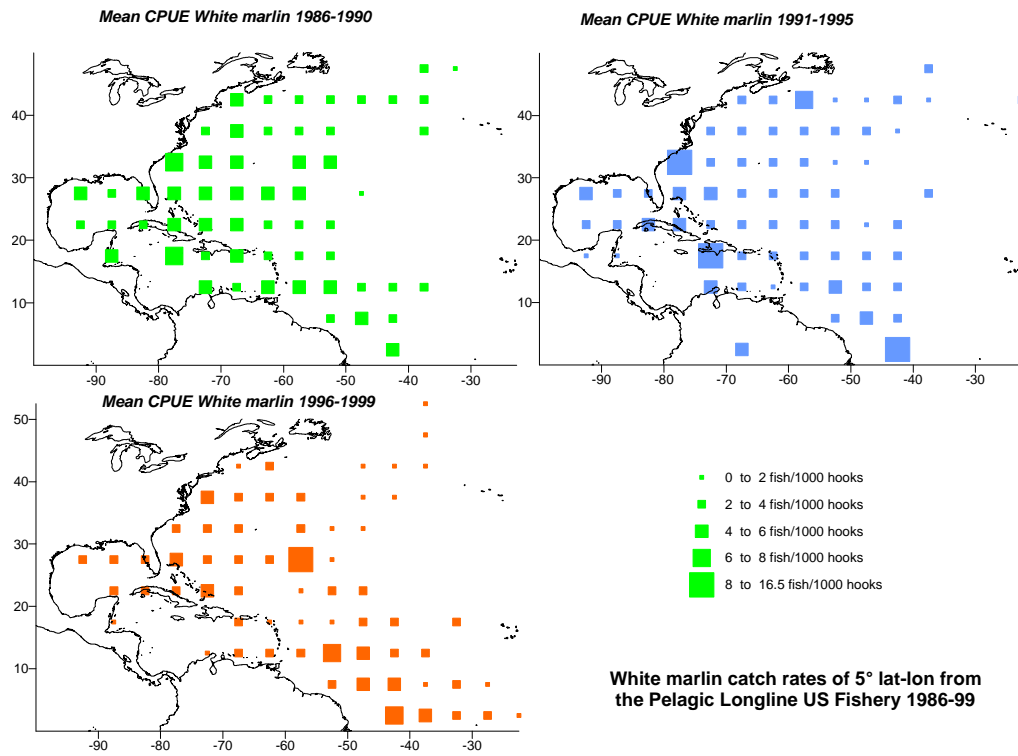 Mean CPUE White marlin 1986-1990
Mean CPUE White marlin 1991-1995
40
30
20
10
-90 -80 -70 -60 -50 -40 -30
40
30
20
10
-90 -80 -70 -60 -50 -40 -30
Mean CPUE White marlin 1996-1999
50
40
30
20
10
-90 -80 -70 -60 -50 -40 -30
0 to 2 fish/1000 hooks
2 to 4 fish/1000 hooks
4 to 6 fish/1000 hooks
6 to 8 fish/1000 hooks
8 to 16.5 fish/1000 hooks
White marlin catch rates of 5° lat-lon from
the Pelagic Longline US Fishery 1986-99